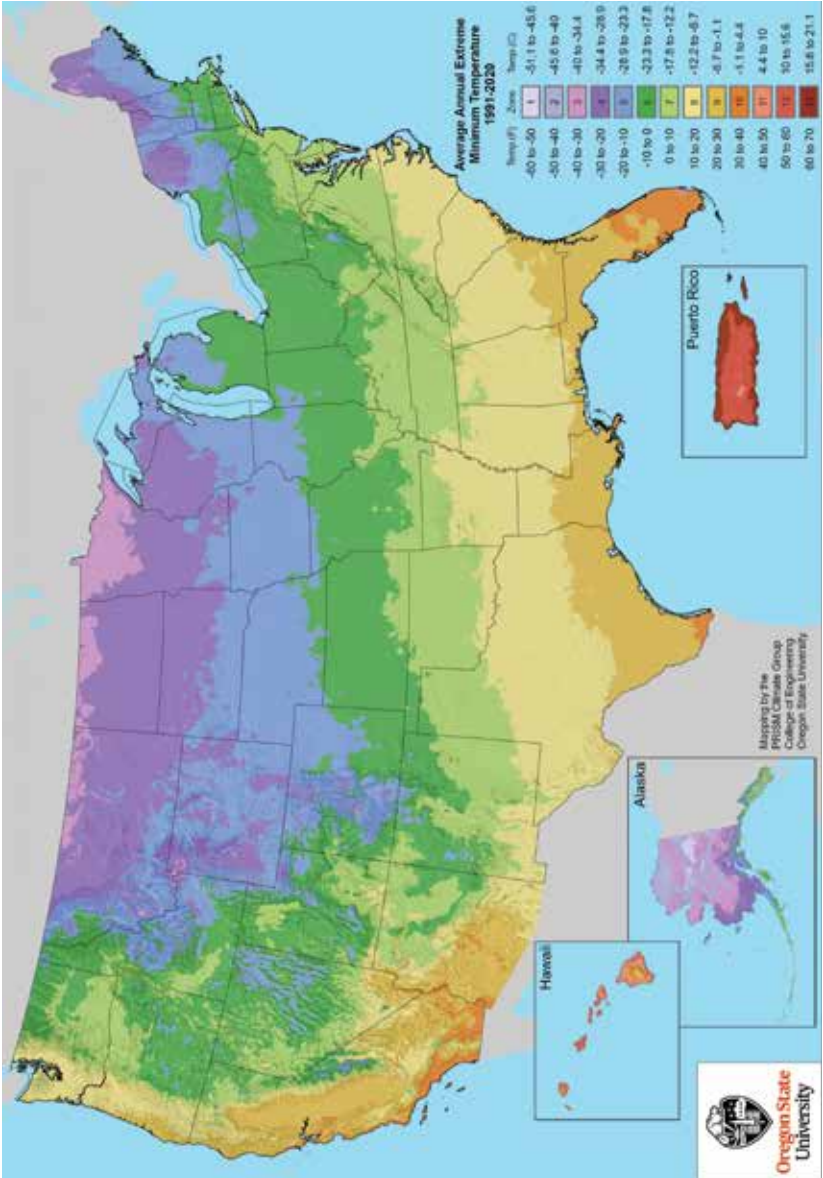 Average Annual Extreme
Minimum Temperature
1991-2020
Temp (F) Zone Temp (C)
-60 to -50 1 -51.1 to -45.6
-50 to -40 2 -45.6 to -40
-40 to -30 3 -40 to -34.4
-30 to -20 4 -34.4 to -28.9
-20 to -10 5 -28.9 to -23.3
-10 to 0 6 -23.3 to -17.8
0 to 10 7 -17.8 to -12.2
10 to 20 8 -12.2 to -6.7
20 to 30 9 -6.7 to -1.1
30 to 40 10 -1.1 to 4.4
40 to 50 11 4.4 to 10
50 to 60 12 10 to 15.6
60 to 70 13 15.6 to 21.1
Puerto Rico
Mapping by the
PRISM Climate Group
College of Engineering
Oregon State University
Alaska
Hawaii
Oregon State
University